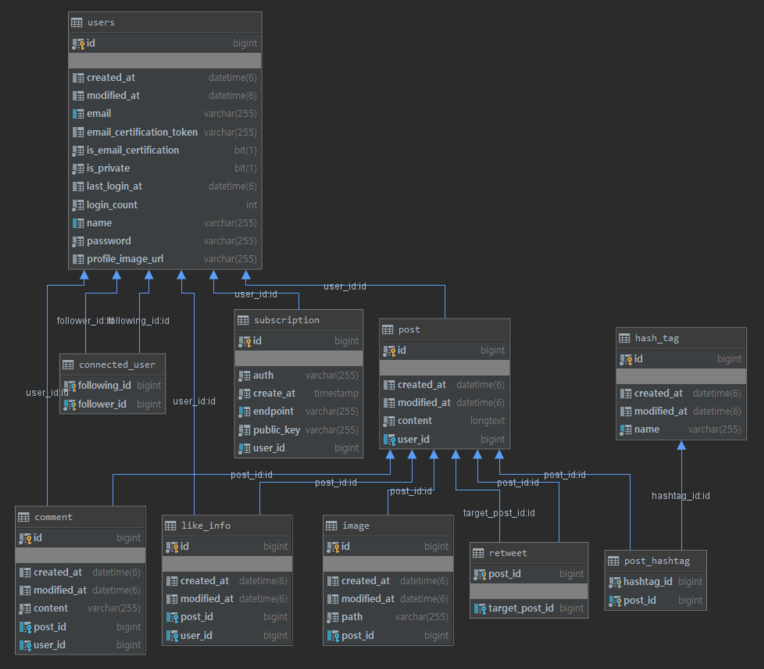 users
id bigint
created_at datetime(6)
modified_at datetime(6)
email varchar(255)
email_certification_token varchar(255)
is_email_certification bit(1)
is_private bit(1)
last_login_at datetime(6)
login_count int
name varchar(255)
password varchar(255)
profile_image_url varchar(255)
user_id:id
user_id:id
follower_id:id
following_id:id
user_id:id
user_id:id
subscription
id bigint
auth varchar(255)
create_at timestamp
endpoint varchar(255)
public_key varchar(255)
user_id bigint
post
id bigint
created_at datetime(6)
modified_at datetime(6)
content longtext
user_id bigint
hash_tag
id bigint
created_at datetime(6)
modified_at datetime(6)
name varchar(255)
connected_user
following_id bigint
follower_id bigint
post_id:id
post_id:id
post_id:id
post_id:id
post_id:id
target_post_id:id
hashtag_id:id
comment
id bigint
created_at datetime(6)
modified_at datetime(6)
content varchar(255)
post_id bigint
user_id bigint
like_info
id bigint
created_at datetime(6)
modified_at datetime(6)
post_id bigint
user_id bigint
image
id bigint
created_at datetime(6)
modified_at datetime(6)
path varchar(255)
post_id bigint
retweet
post_id bigint
target_post_id bigint
post_hashtag
hashtag_id bigint
post_id bigint